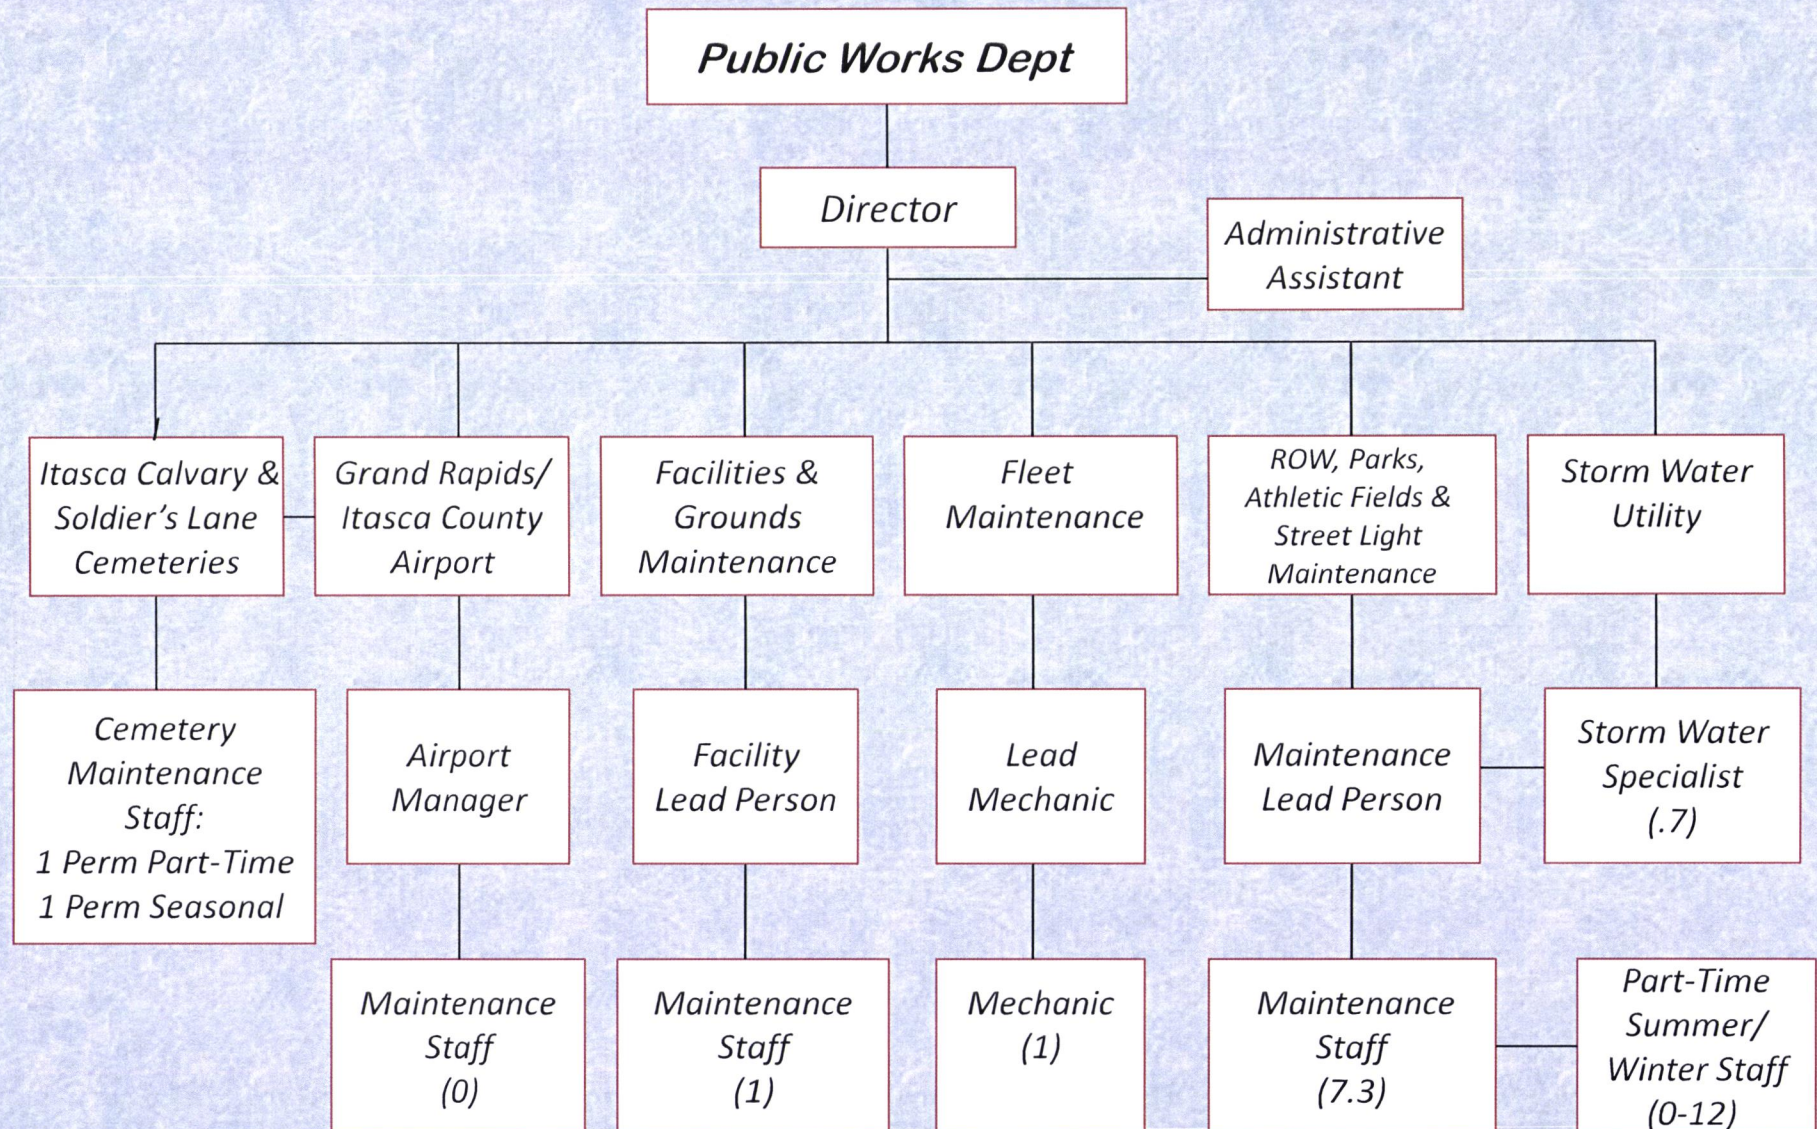 Public Works Dept
Director
Administrative
Assistant
Itasca Calvary &
Soldier’s Lane
Cemeteries
Grand Rapids/
Itasca County
Airport
Facilities &
Grounds
Maintenance
Fleet
Maintenance
ROW, Parks,
Athletic Fields &
Street Light
Maintenance
Storm Water
Utility
Cemetery
Maintenance
Staff:
1 Perm Part-Time
1 Perm Seasonal
Airport
Manager
Facility
Lead Person
Lead
Mechanic
Maintenance
Lead Person
Storm Water
Specialist
(.7)
Maintenance
Staff
(0)
Maintenance
Staff
(1)
Mechanic
(1)
Maintenance
Staff
(7.3)
Part-Time
Summer/
Winter Staff
(0-12)